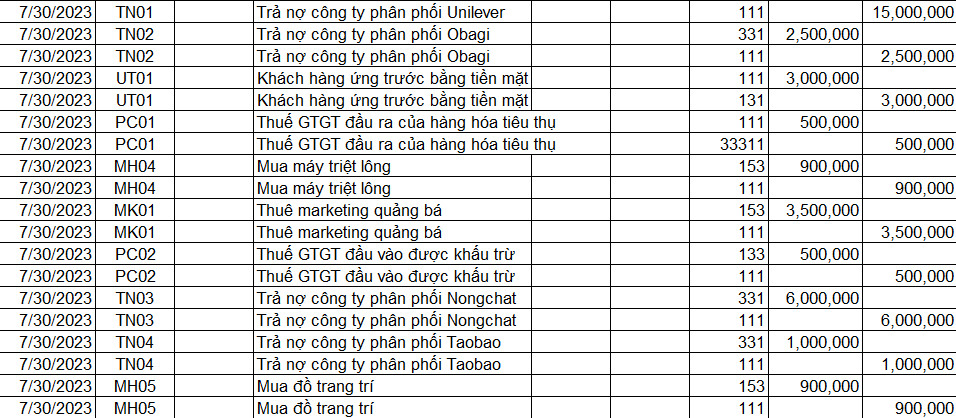 7/30/2023 TN01 Trả nợ công ty phân phối Unilever 111 15,000,000
7/30/2023 TN02 Trả nợ công ty phân phối Obagi 331 2,500,000
7/30/2023 TN02 Trả nợ công ty phân phối Obagi 111 2,500,000
7/30/2023 UT01 Khách hàng ứng trước bằng tiền mặt 111 3,000,000
7/30/2023 UT01 Khách hàng ứng trước bằng tiền mặt 131 3,000,000
7/30/2023 PC01 Thuế GTGT đầu ra của hàng hóa tiêu thụ 111 500,000
7/30/2023 PC01 Thuế GTGT đầu ra của hàng hóa tiêu thụ 33311 500,000
7/30/2023 MH04 Mua máy triệt lông 153 900,000
7/30/2023 MH04 Mua máy triệt lông 111 900,000
7/30/2023 MK01 Thuê marketing quảng bá 153 3,500,000
7/30/2023 MK01 Thuê marketing quảng bá 111 3,500,000
7/30/2023 PC02 Thuế GTGT đầu vào được khấu trừ 133 500,000
7/30/2023 PC02 Thuế GTGT đầu vào được khấu trừ 111 500,000
7/30/2023 TN03 Trả nợ công ty phân phối Nongchat 331 6,000,000
7/30/2023 TN03 Trả nợ công ty phân phối Nongchat 111 6,000,000
7/30/2023 TN04 Trả nợ công ty phân phối Taobao 331 1,000,000
7/30/2023 TN04 Trả nợ công ty phân phối Taobao 111 1,000,000
7/30/2023 MH05 Mua đồ trang trí 153 900,000
7/30/2023 MH05 Mua đồ trang trí 111 900,000